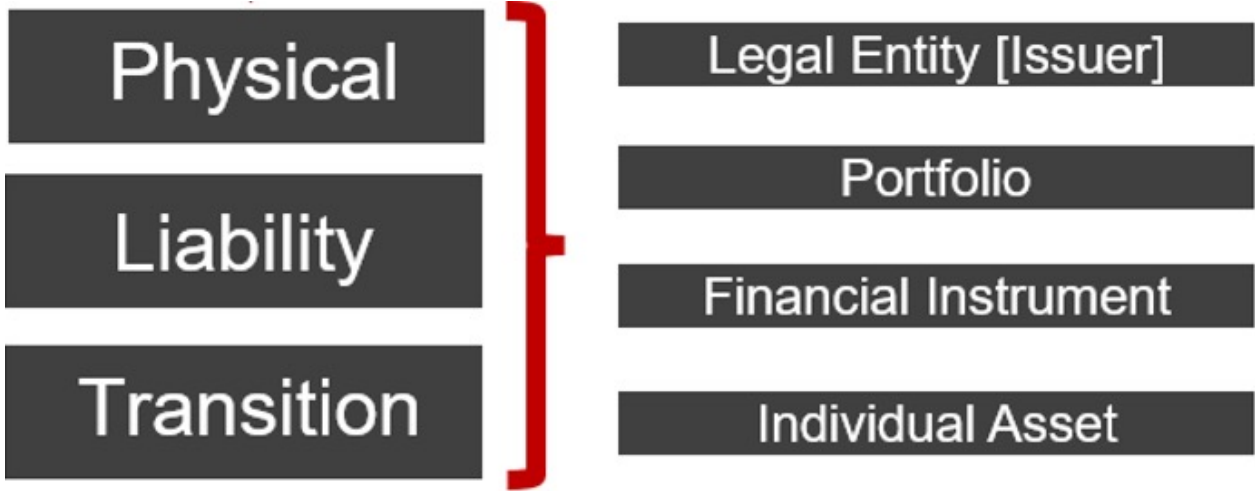 Physical
Liability
Transition
Legal Entity [Issuer]
Portfolio
Financial Instrument
Individual Asset